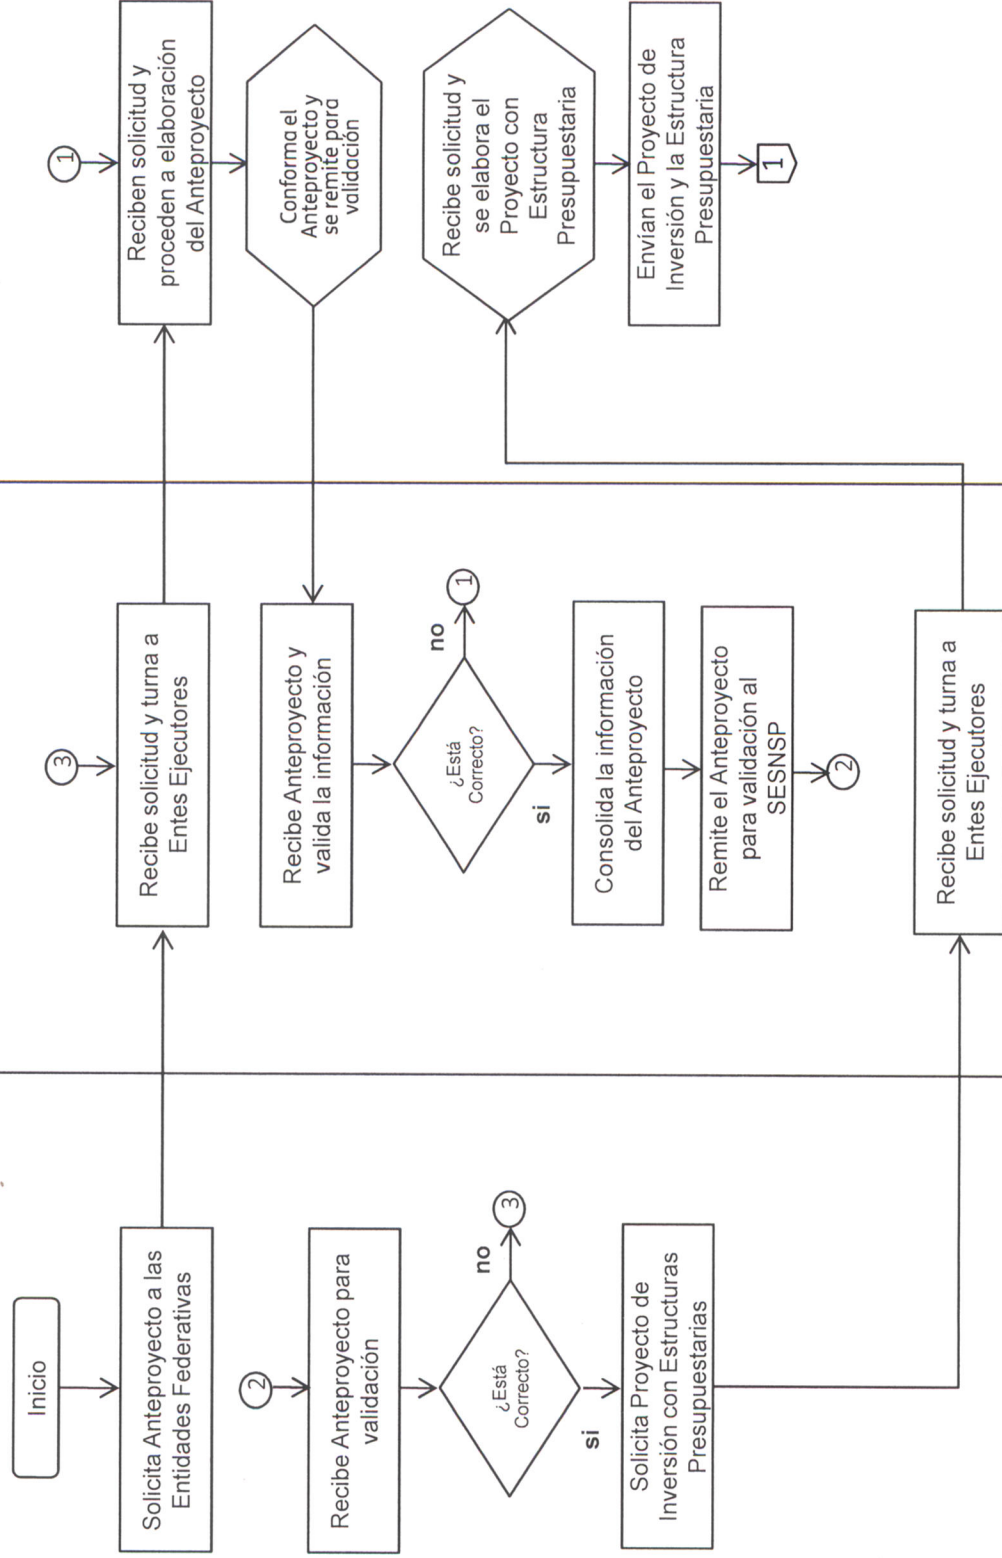 Inicio
Solicita Anteproyecto a las
Entidades Federativas
2
Recibe Anteproyecto para
validación
¿Está
Correcto?
no
3
si
Solicita Proyecto de
Inversión con Estructuras
Presupuestarias
3
Recibe solicitud y turna a
Entes Ejecutores
Recibe Anteproyecto y
valida la información
¿Está
Correcto?
no
1
si
Consolida la información
del Anteproyecto
Remite el Anteproyecto
para validación al
SESNSP
2
Recibe solicitud y turna a
Entes Ejecutores
1
Reciben solicitud y
proceden a elaboración
del Anteproyecto
Conforma el
Anteproyecto y
se remite para
validación
Recibe solicitud y
se elabora el
Proyecto con
Estructura
Presupuestaria
Envían el Proyecto de
Inversión y la Estructura
Presupuestaria
1